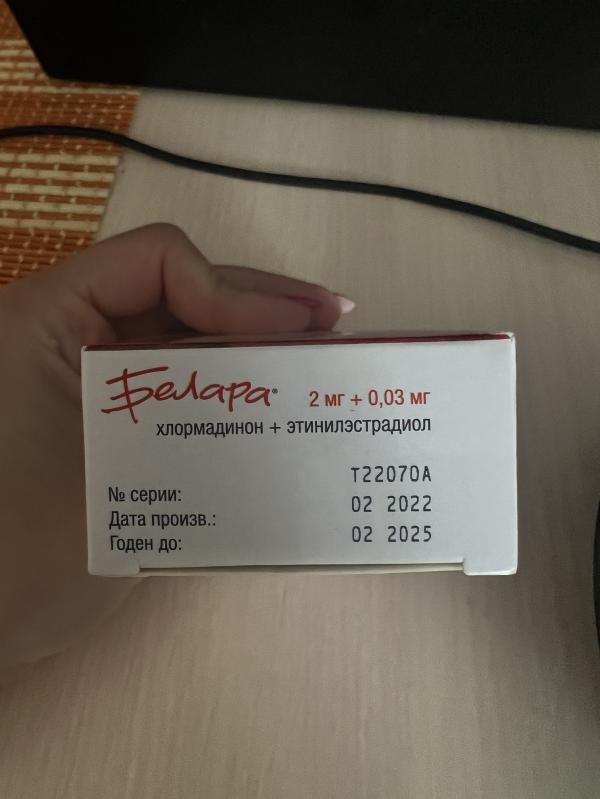 Белара® 2 мг + 0,03 мг
хлормадинон + этинилэстрадиол
№ серии: T22070A
Дата произв.: 02 2022
Годен до: 02 2025